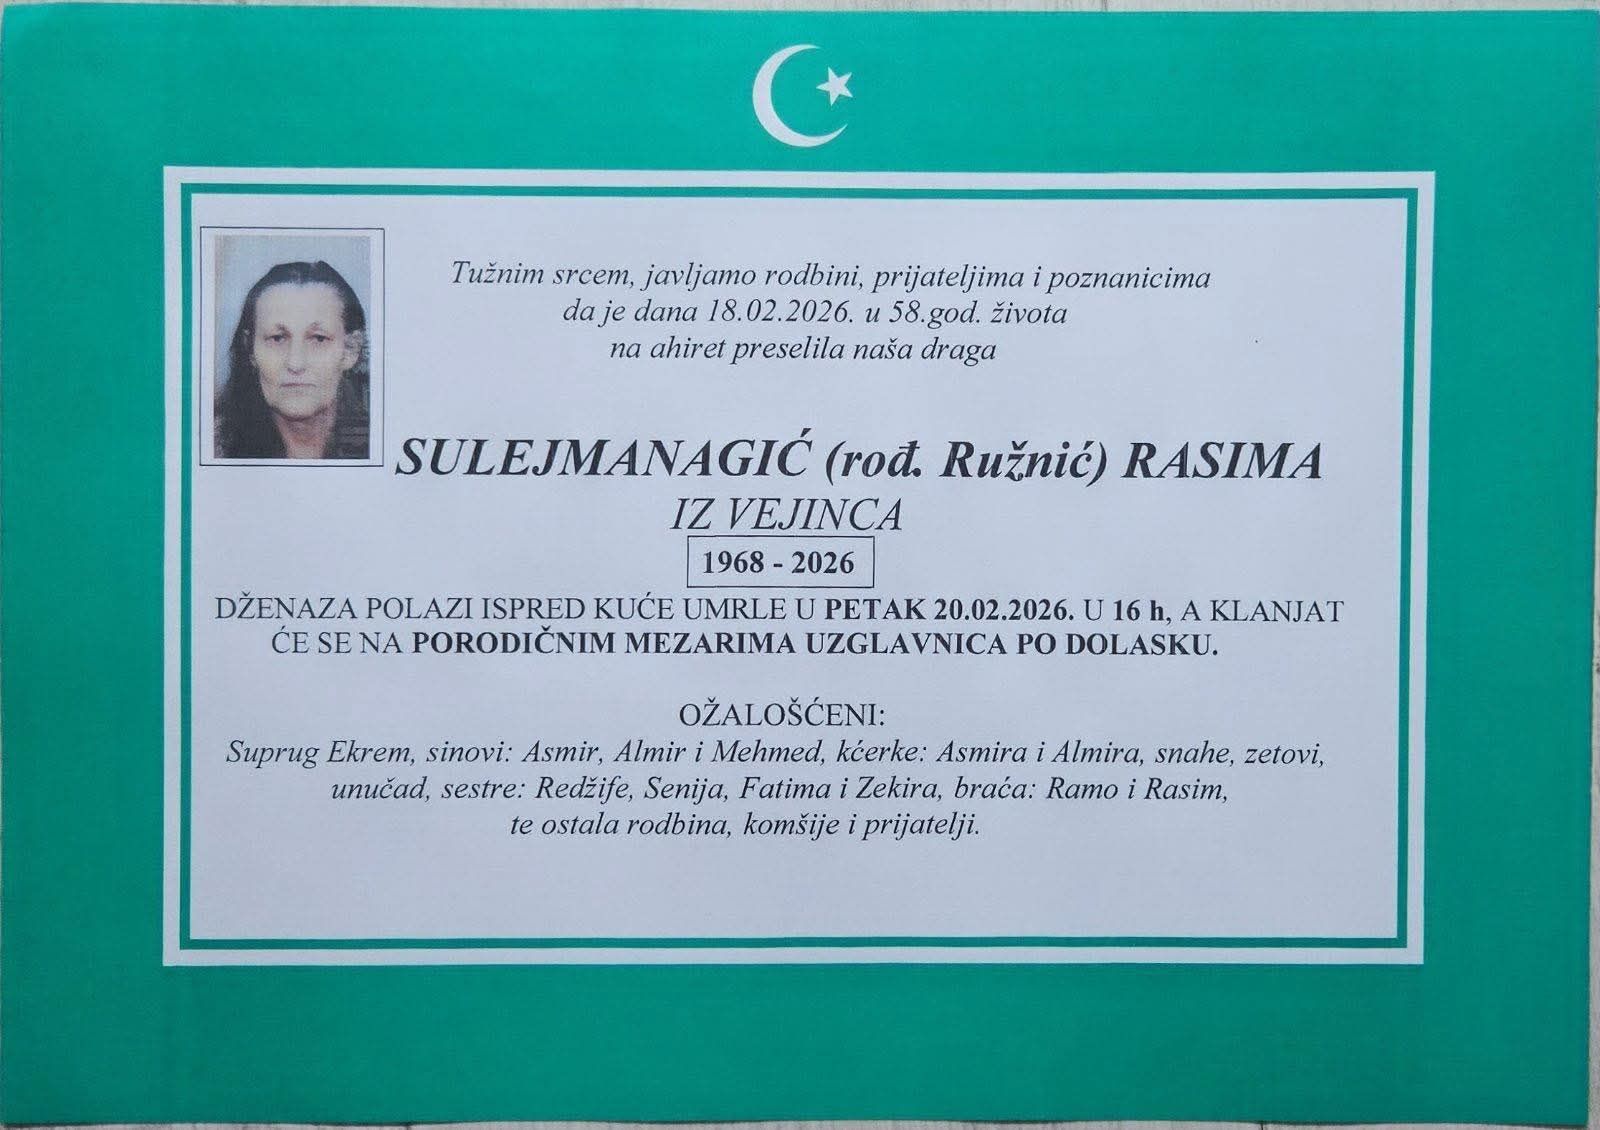 Tužnim srcem, javljamo rodbini, prijateljima i poznanicima
da je dana 18.02.2026. u 58.god. života
na ahiret preselila naša draga
SULEJMANAGIĆ (rođ. Ružnić) RASIMA
IZ VEJINCA
1968 - 2026
DŽENAZA POLAZI ISPRED KUĆE UMRLE U PETAK 20.02.2026. U 16 h, A KLANJAT
ĆE SE NA PORODIČNIM MEZARIMA UZGLAVNICA PO DOLASKU.
OŽALOŠĆENI:
Suprug Ekrem, sinovi: Asmir, Almir i Mehmed, kćerke: Asmira i Almira, snahe, zetovi,
unučad, sestre: Redžife, Senija, Fatima i Zekira, braća: Ramo i Rasim,
te ostala rodbina, komšije i prijatelji.